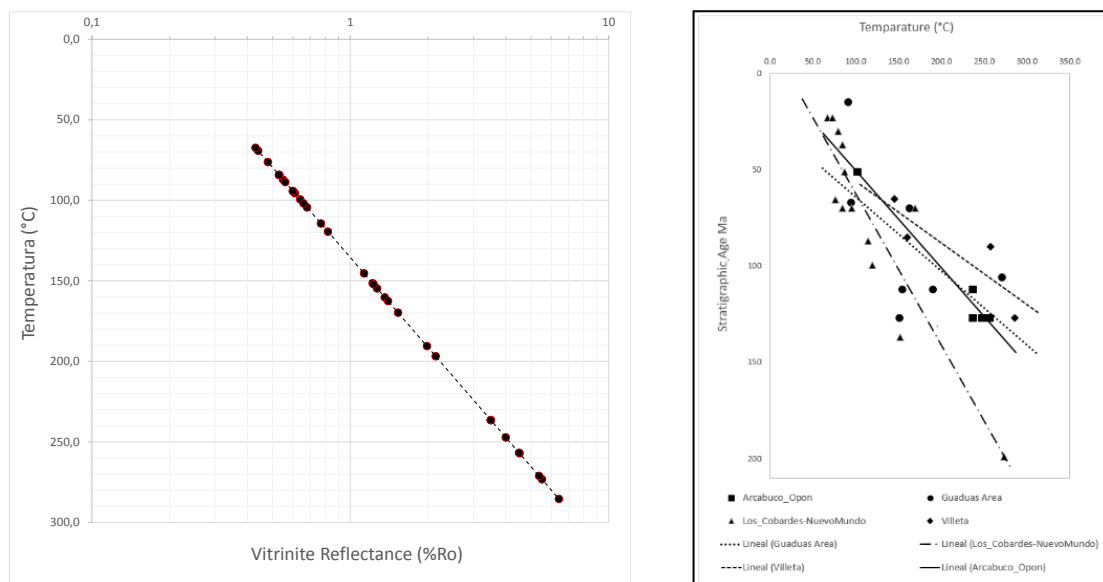 0,1 1 10
0,0
50,0
100,0
150,0
200,0
250,0
300,0
Temperatura (°C)
Vitrinite Reflectance (%Ro)
Temparature (°C)
0.0 50.0 100.0 150.0 200.0 250.0 300.0 350.0
0
50
100
150
200
Stratigraphic_Age Ma
Arcabuco_Opon Guaduas Area
Los_Cobardes-NuevoMundo Villeta
Lineal (Guaduas Area) Lineal (Los_Cobardes-NuevoMundo)
Lineal (Villeta) Lineal (Arcabuco_Opon)